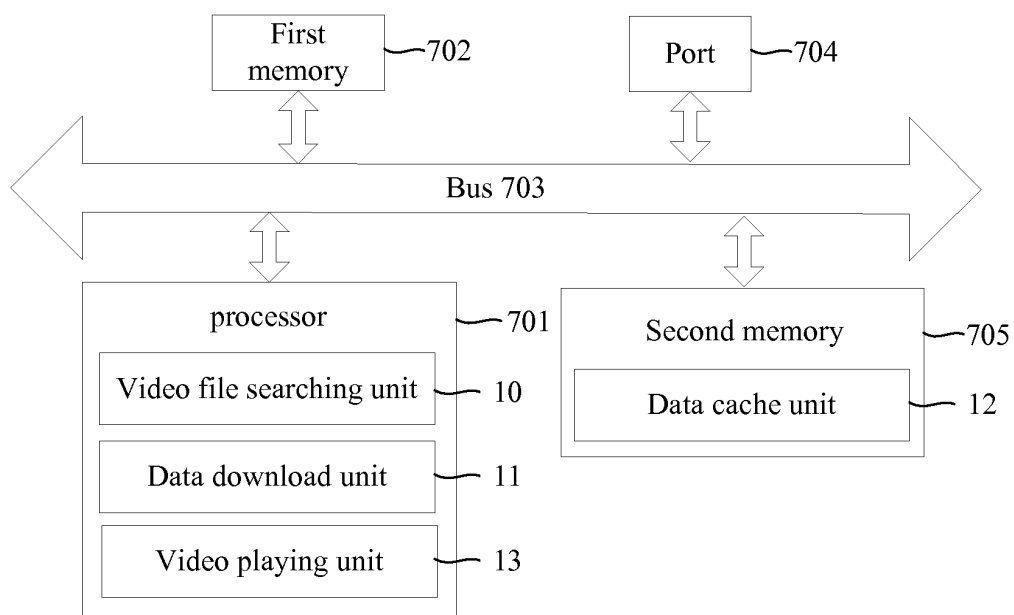 First
memory
702
Port
704
Bus 703
processor
701
Video file searching unit
10
Data download unit
11
Video playing unit
13
Second memory
705
Data cache unit
12